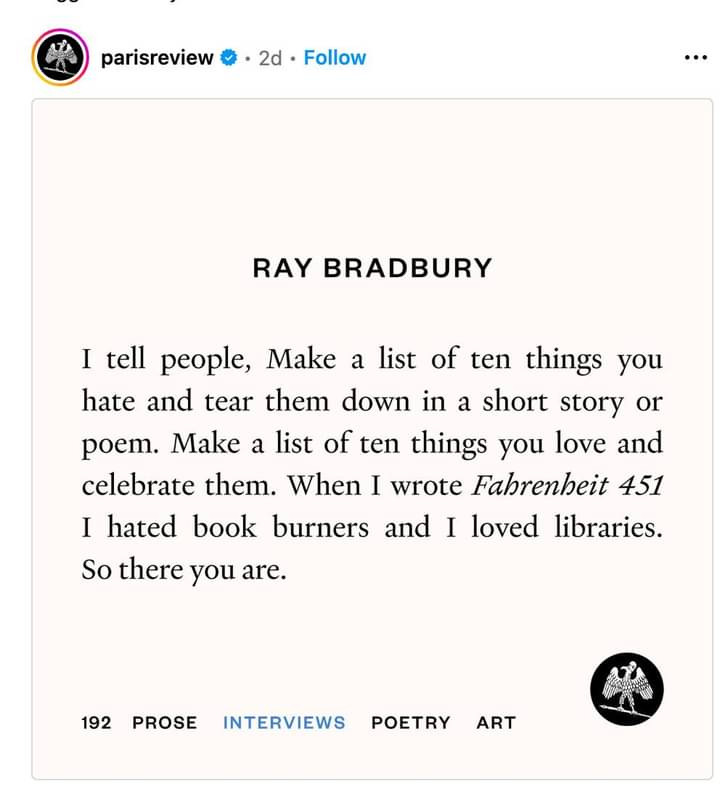 parisreview • 2d • Follow
RAY BRADBURY
I tell people, Make a list of ten things you
hate and tear them down in a short story or
poem. Make a list of ten things you love and
celebrate them. When I wrote Fahrenheit 451
I hated book burners and I loved libraries.
So there you are.
192 PROSE INTERVIEWS POETRY ART